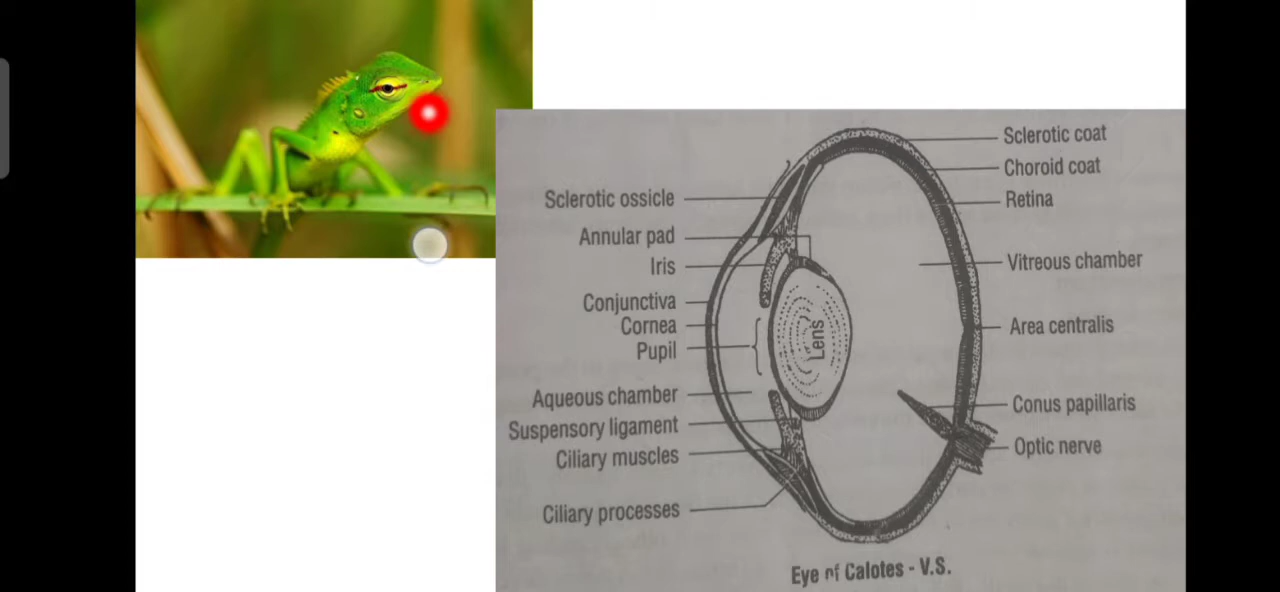 Sclerotic ossicle
Annular pad
Iris
Conjunctiva
Cornea
Pupil
Aqueous chamber
Suspensory ligament
Ciliary muscles
Ciliary processes
Lens
Sclerotic coat
Choroid coat
Retina
Vitreous chamber
Area centralis
Conus papillaris
Optic nerve
Eye of Calotes - V.S.